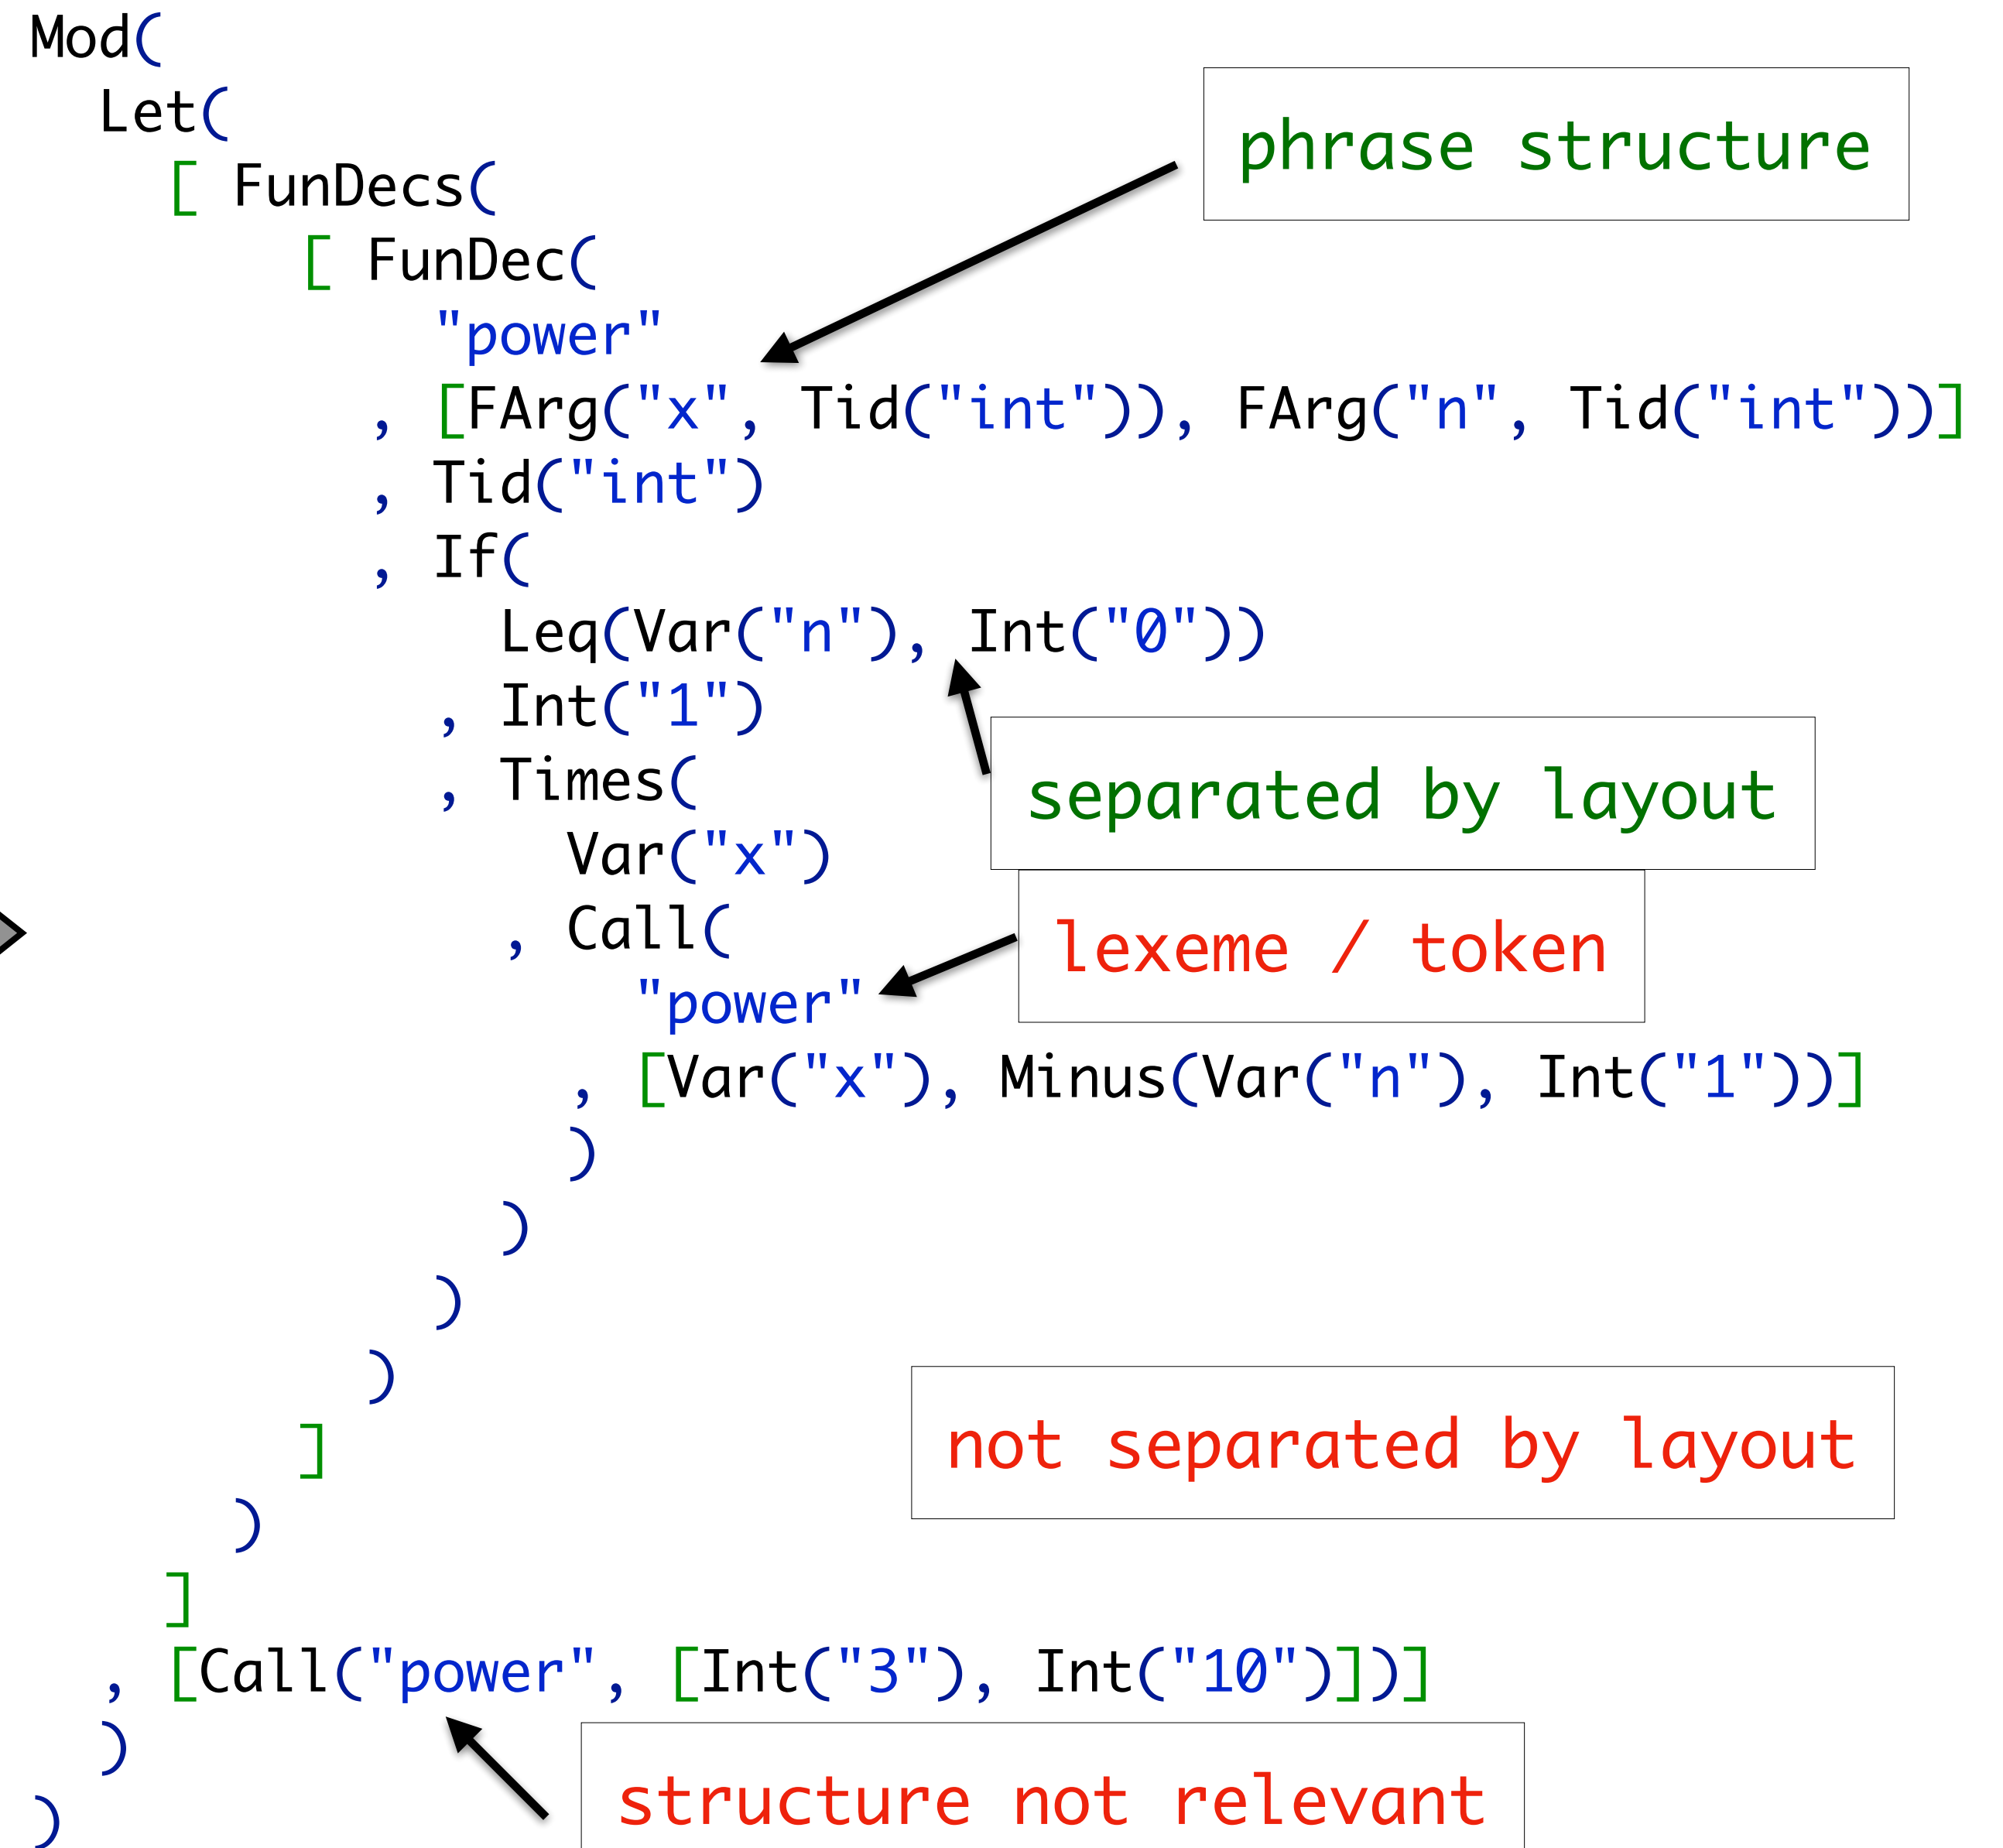 Mod(
Let(
[ FunDecs(
[ FunDec(
"power"
, [FArg("x", Tid("int")), FArg("n", Tid("int"))]
, Tid("int")
, If(
Leq(Var("n"), Int("0"))
, Int("1")
, Times(
Var("x")
, Call(
"power"
, [Var("x"), Minus(Var("n"), Int("1"))]
)
)
)
)
]
)
]
, [Call("power", [Int("3"), Int("10")])]
)
)
phrase structure
separated by layout
lexeme / token
not separated by layout
structure not relevant